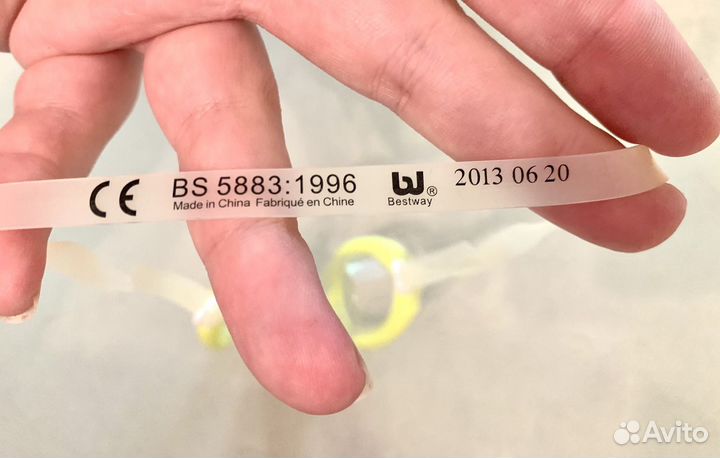 CE BS 5883:1996 Bestway® 2013 06 20
Made in China Fabriqué en Chine
Avito